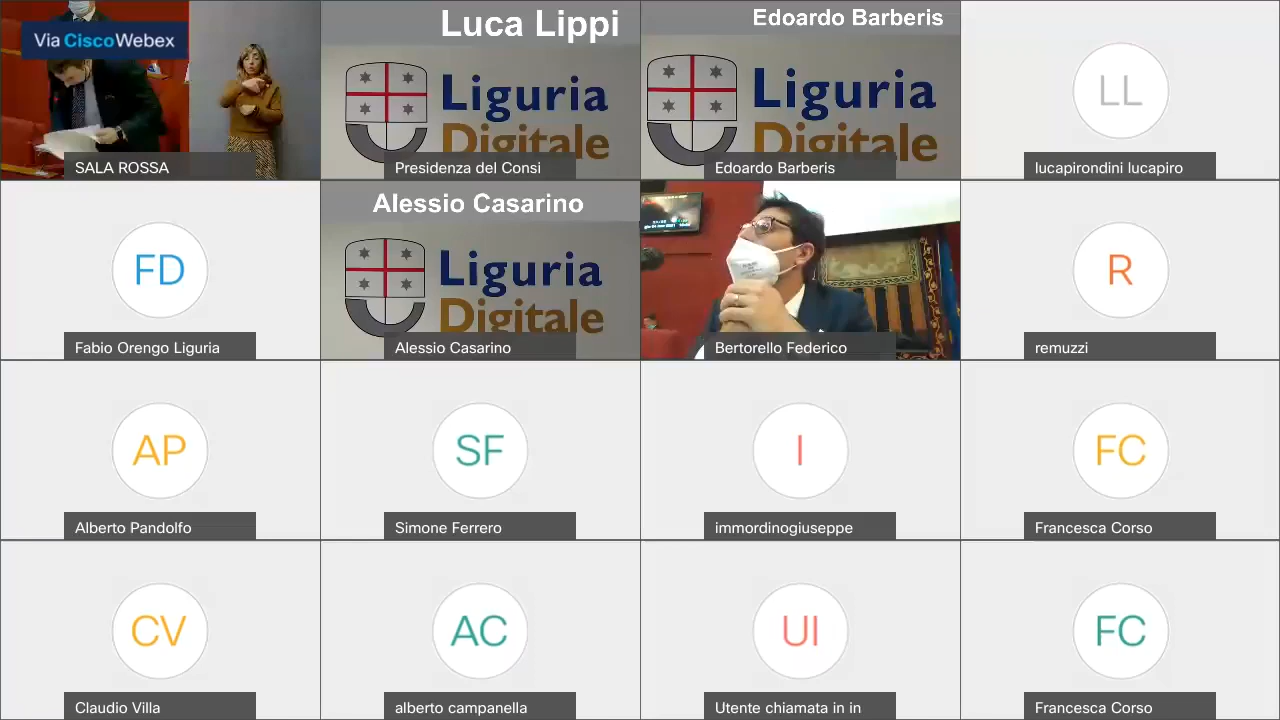 Via Cisco Webex
SALA ROSSA
Luca Lippi
Liguria
Digitale
Presidenza del Consi
Edoardo Barberis
Liguria
Digitale
Edoardo Barberis
LL
lucapirondini lucapiro
FD
Fabio Orengo Liguria
Alessio Casarino
Liguria
Digitale
Alessio Casarino
Bertorello Federico
R
remuzzi
AP
Alberto Pandolfo
SF
Simone Ferrero
I
immordinogiuseppe
FC
Francesca Corso
CV
Claudio Villa
AC
alberto campanella
UI
Utente chiamata in in
FC
Francesca Corso